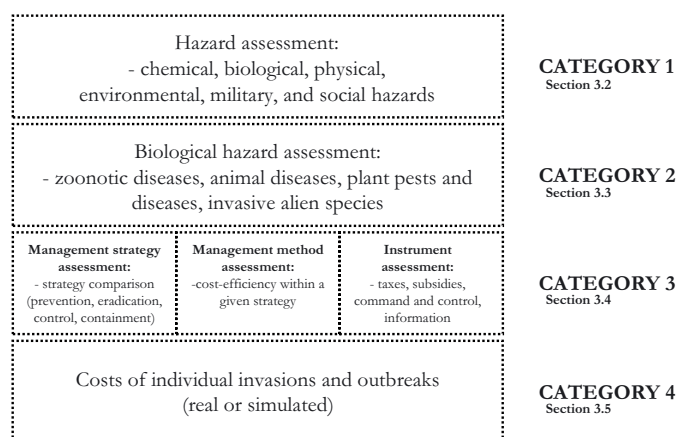 Hazard assessment:
- chemical, biological, physical,
environmental, military, and social hazards
CATEGORY 1
Section 3.2
Biological hazard assessment:
- zoonotic diseases, animal diseases, plant pests and
diseases, invasive alien species
CATEGORY 2
Section 3.3
Management strategy
assessment:
- strategy comparison
(prevention, eradication,
control, containment)
Management method
assessment:
-cost-efficiency within a
given strategy
Instrument
assessment:
- taxes, subsidies,
command and control,
information
CATEGORY 3
Section 3.4
Costs of individual invasions and outbreaks
(real or simulated)
CATEGORY 4
Section 3.5